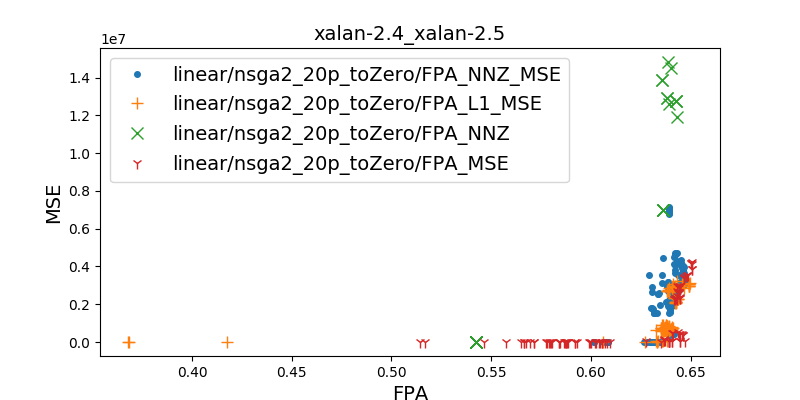 xalan-2.4_xalan-2.5
1e7
linear/nsga2_20p_toZero/FPA_NNZ_MSE
linear/nsga2_20p_toZero/FPA_L1_MSE
linear/nsga2_20p_toZero/FPA_NNZ
linear/nsga2_20p_toZero/FPA_MSE
MSE
1.4
1.2
1.0
0.8
0.6
0.4
0.2
0.0
0.40 0.45 0.50 0.55 0.60 0.65
FPA